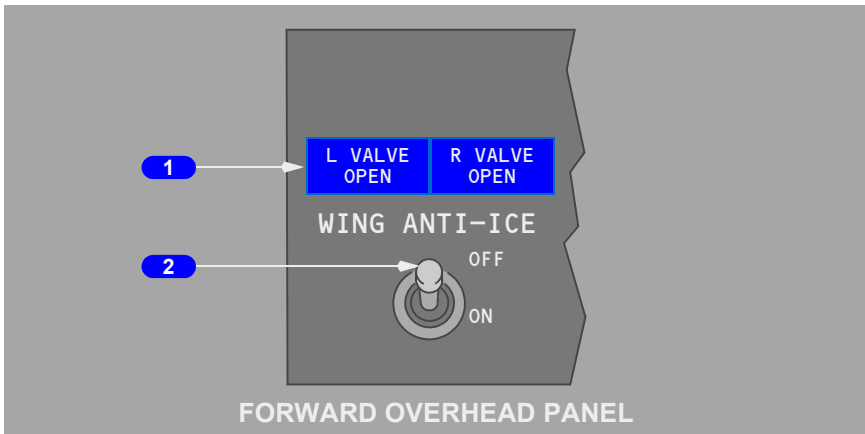 1
L VALVE
OPEN
R VALVE
OPEN
WING ANTI-ICE
2
OFF
ON
FORWARD OVERHEAD PANEL